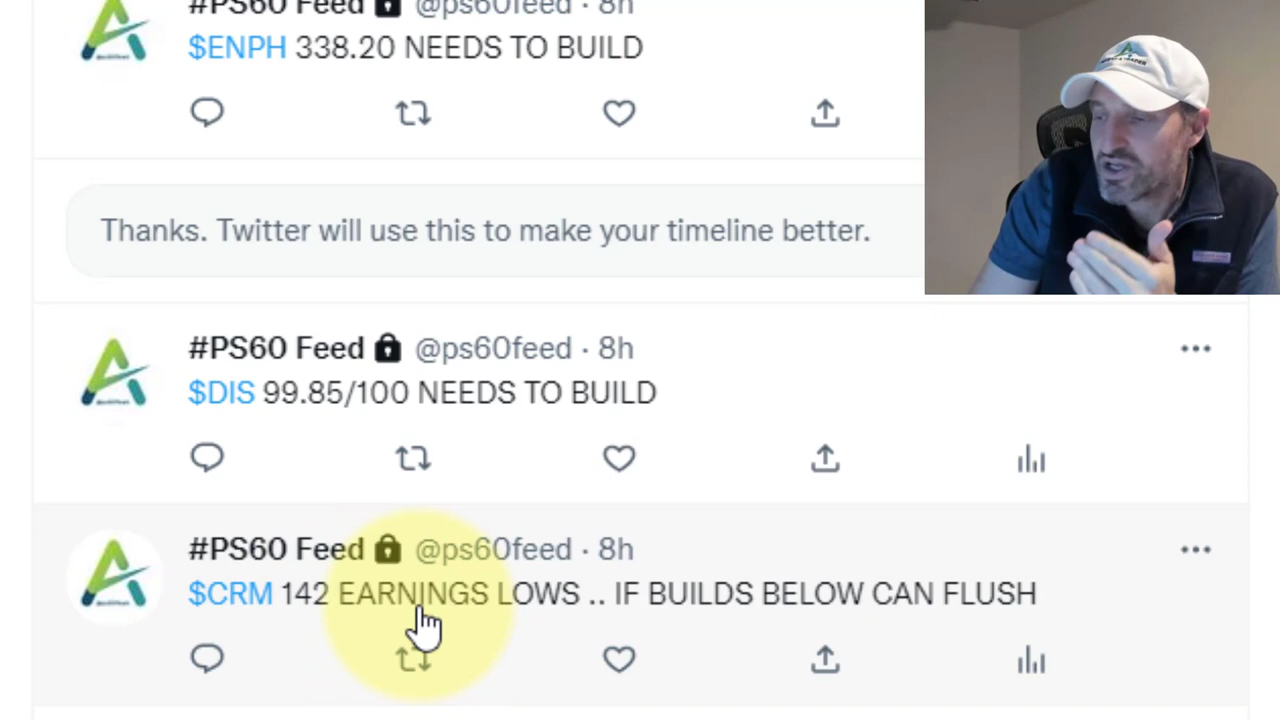 #PS60 Feed @ps60feed · 8h
$ENPH 338.20 NEEDS TO BUILD
Thanks. Twitter will use this to make your timeline better.
#PS60 Feed @ps60feed · 8h
$DIS 99.85/100 NEEDS TO BUILD
#PS60 Feed @ps60feed · 8h
$CRM 142 EARNINGS LOWS .. IF BUILDS BELOW CAN FLUSH